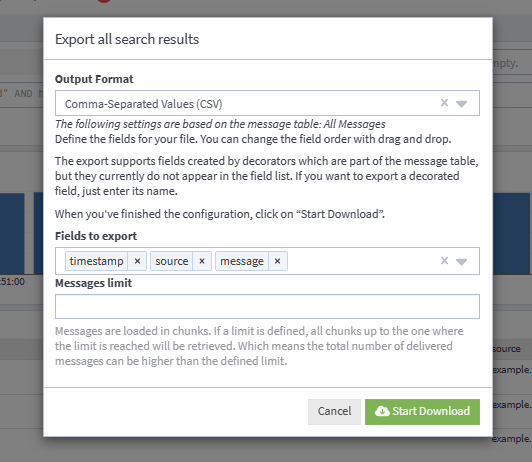 Export all search results
Output Format
Comma-Separated Values (CSV)
The following settings are based on the message table: All Messages
Define the fields for your file. You can change the field order with drag and drop.
The export supports fields created by decorators which are part of the message table,
but they currently do not appear in the field list. If you want to export a decorated
field, just enter its name.
When you've finished the configuration, click on “Start Download”.
Fields to export
timestamp × source × message ×
Messages limit
Messages are loaded in chunks. If a limit is defined, all chunks up to the one where
the limit is reached will be retrieved. Which means the total number of delivered
messages can be higher than the defined limit.
Cancel Start Download
mpty.
" AND h
:51:00
source
example.
example.
example.